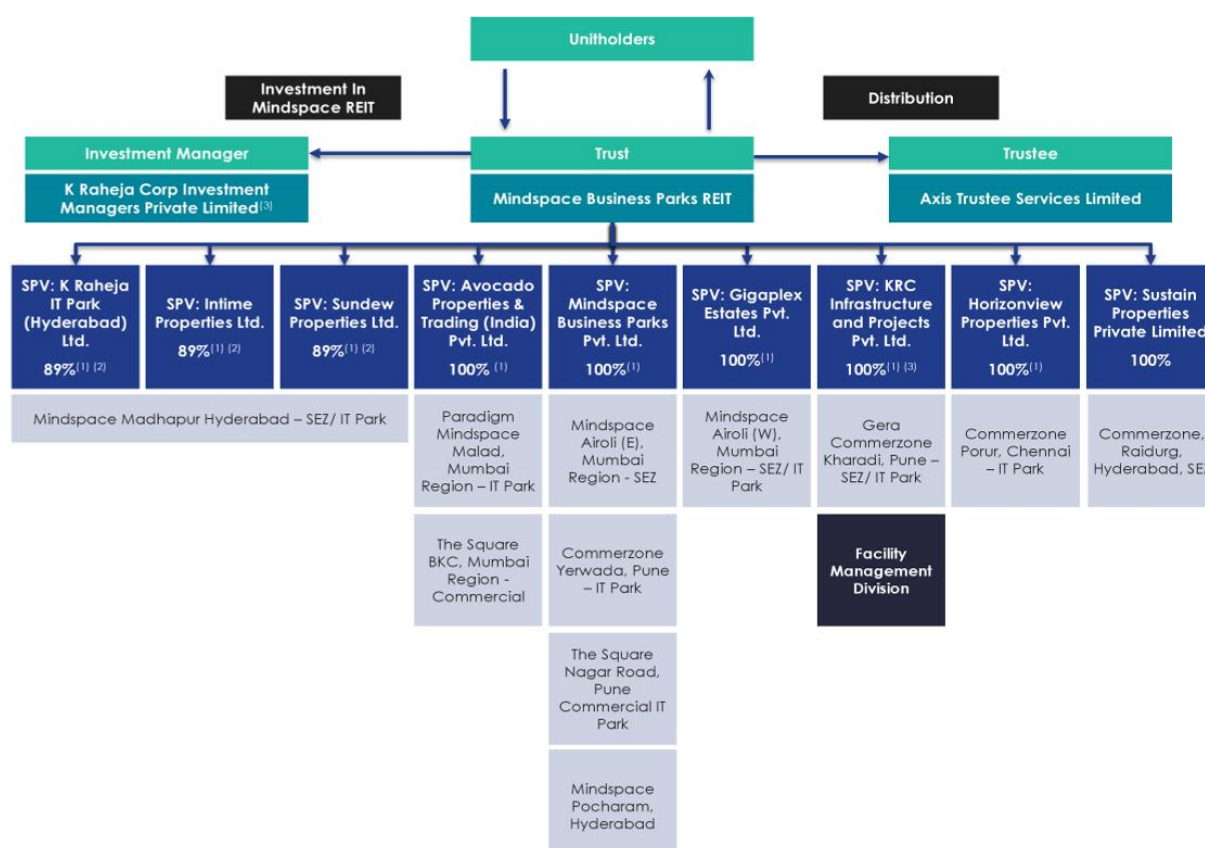 Unitholders
Investment In
Mindspace REIT
Distribution
Investment Manager
Trust
Trustee
K Raheja Corp Investment
Managers Private Limited(3)
Mindspace Business Parks REIT
Axis Trustee Services Limited
SPV: K Raheja
IT Park
(Hyderabad)
Ltd.
89%(1) (2)
SPV: Intime
Properties Ltd.
89%(1) (2)
SPV: Sundew
Properties Ltd.
89%(1) (2)
SPV: Avocado
Properties &
Trading (India)
Pvt. Ltd.
100% (1)
SPV:
Mindspace
Business Parks
Pvt. Ltd.
100%(1)
SPV: Gigaplex
Estates Pvt.
Ltd.
100%(1)
SPV: KRC
Infrastructure
and Projects
Pvt. Ltd.
100%(1) (3)
SPV:
Horizonview
Properties Pvt.
Ltd.
100%(1)
SPV: Sustain
Properties
Private Limited
100%
Mindspace Madhapur Hyderabad – SEZ/ IT Park
Paradigm
Mindspace
Malad,
Mumbai
Region – IT Park
Mindspace
Airoli (E),
Mumbai
Region - SEZ
Mindspace
Airoli (W),
Mumbai
Region – SEZ/ IT
Park
Gera
Commerzone
Kharadi, Pune –
SEZ/ IT Park
Commerzone
Porur, Chennai
– IT Park
Commerzone,
Raidurg,
Hyderabad, SEZ
The Square
BKC, Mumbai
Region -
Commercial
Commerzone
Yerwada, Pune
– IT Park
Facility
Management
Division
The Square
Nagar Road,
Pune
Commercial IT
Park
Mindspace
Pocharam,
Hyderabad